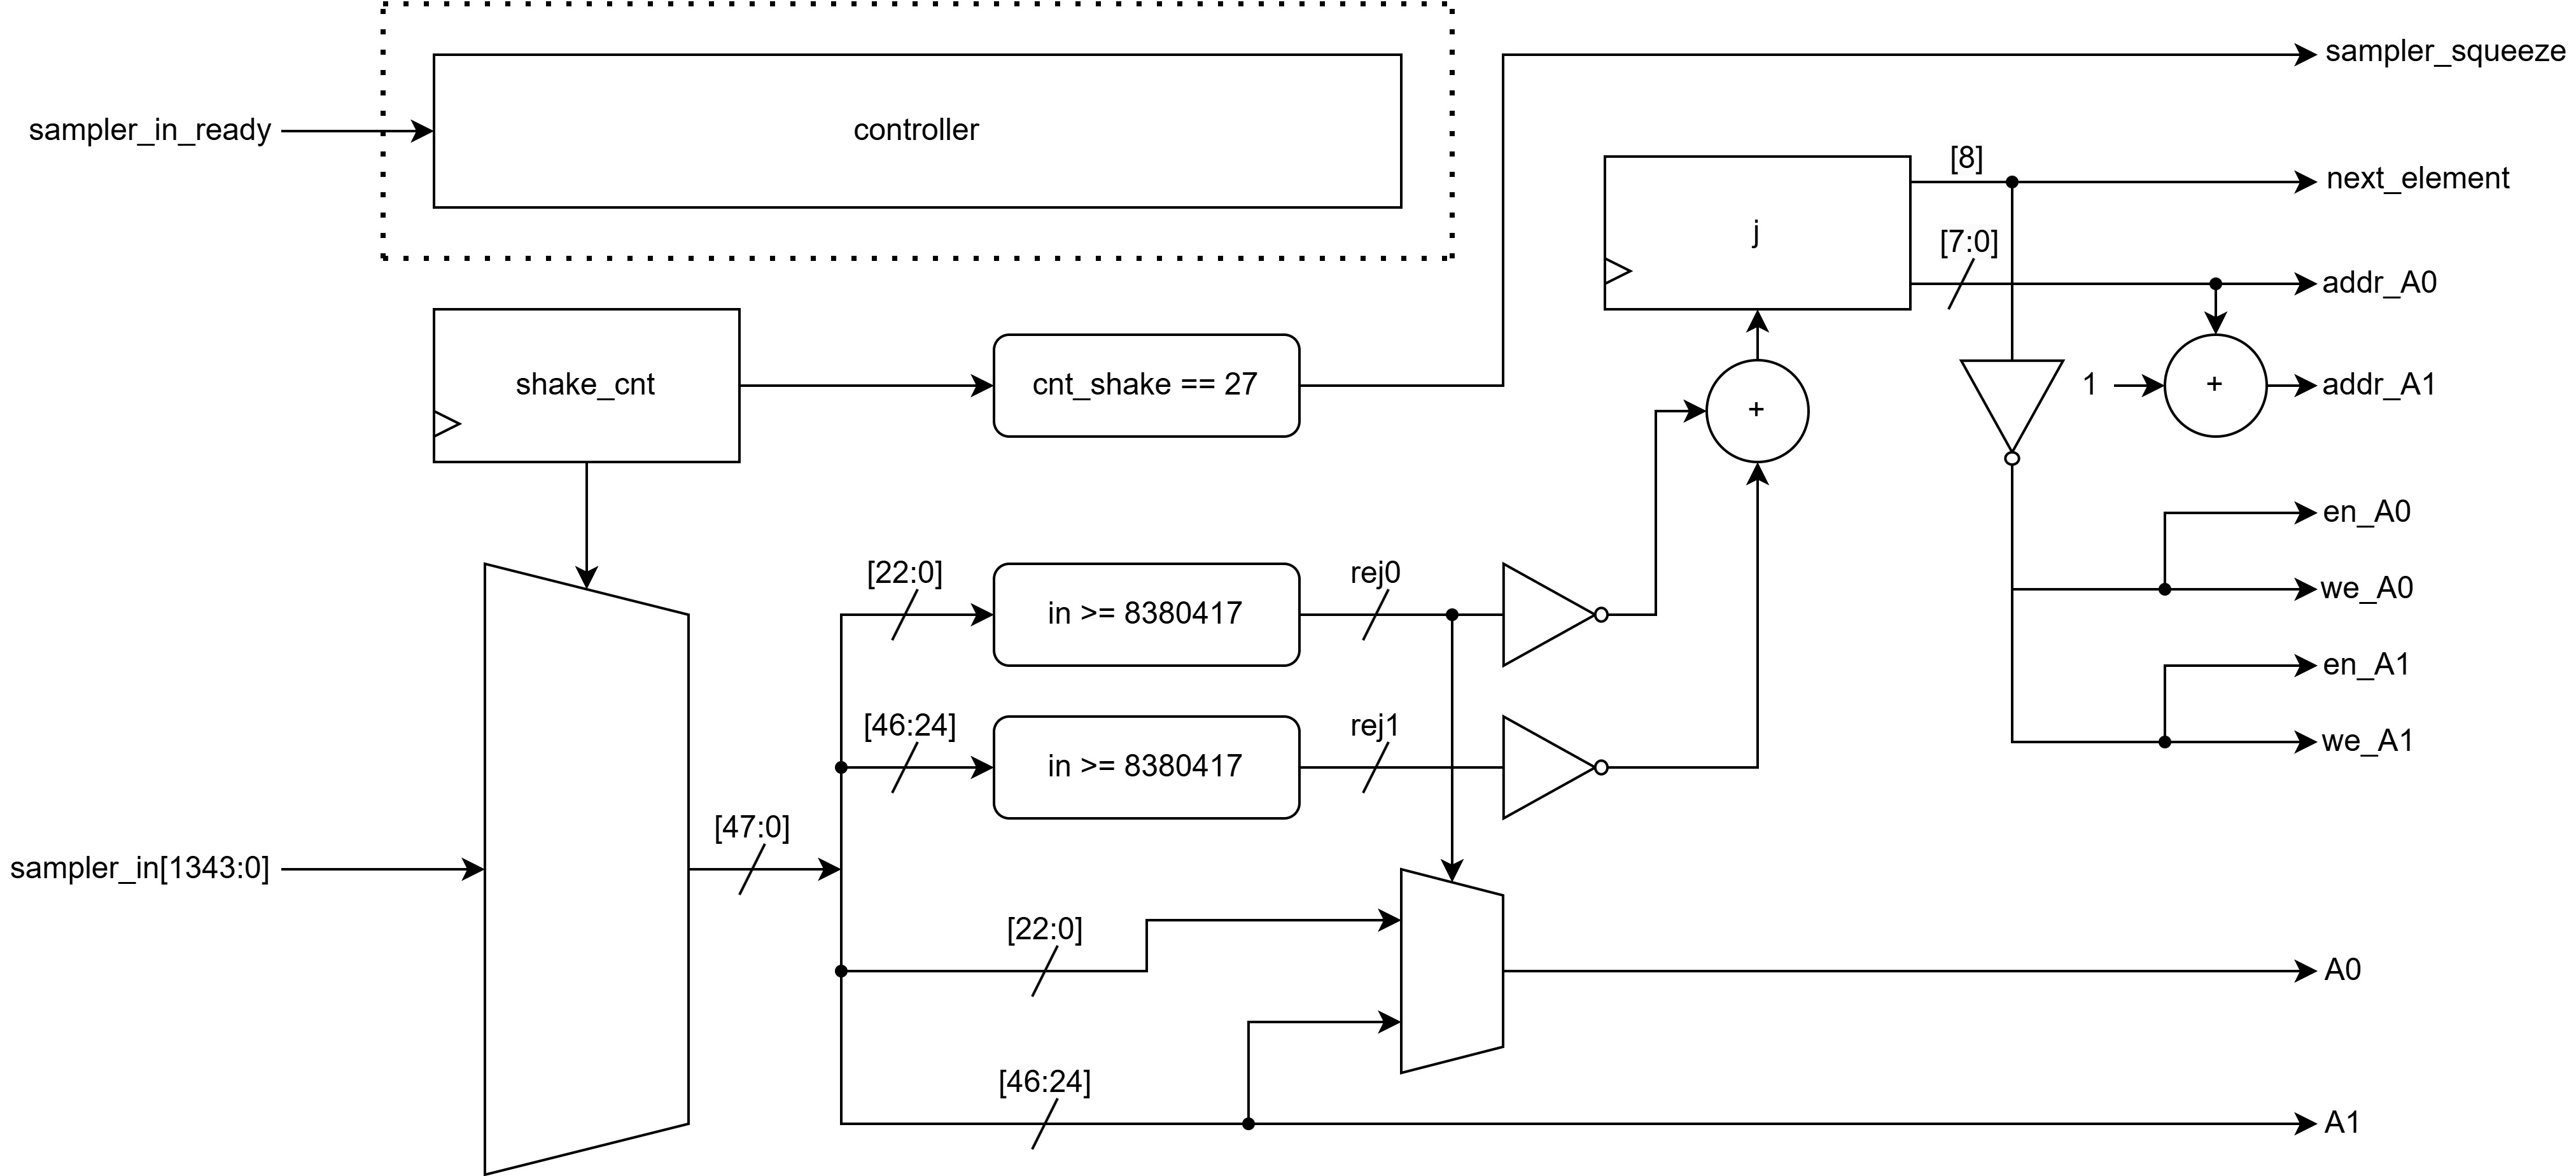 sampler_squeeze
sampler_in_ready
controller
[8]
next_element
j
[7:0]
addr_A0
shake_cnt
cnt_shake == 27
+
1
+
addr_A1
en_A0
[22:0]
in >= 8380417
rej0
we_A0
en_A1
[46:24]
in >= 8380417
rej1
we_A1
[47:0]
sampler_in[1343:0]
[22:0]
A0
[46:24]
A1